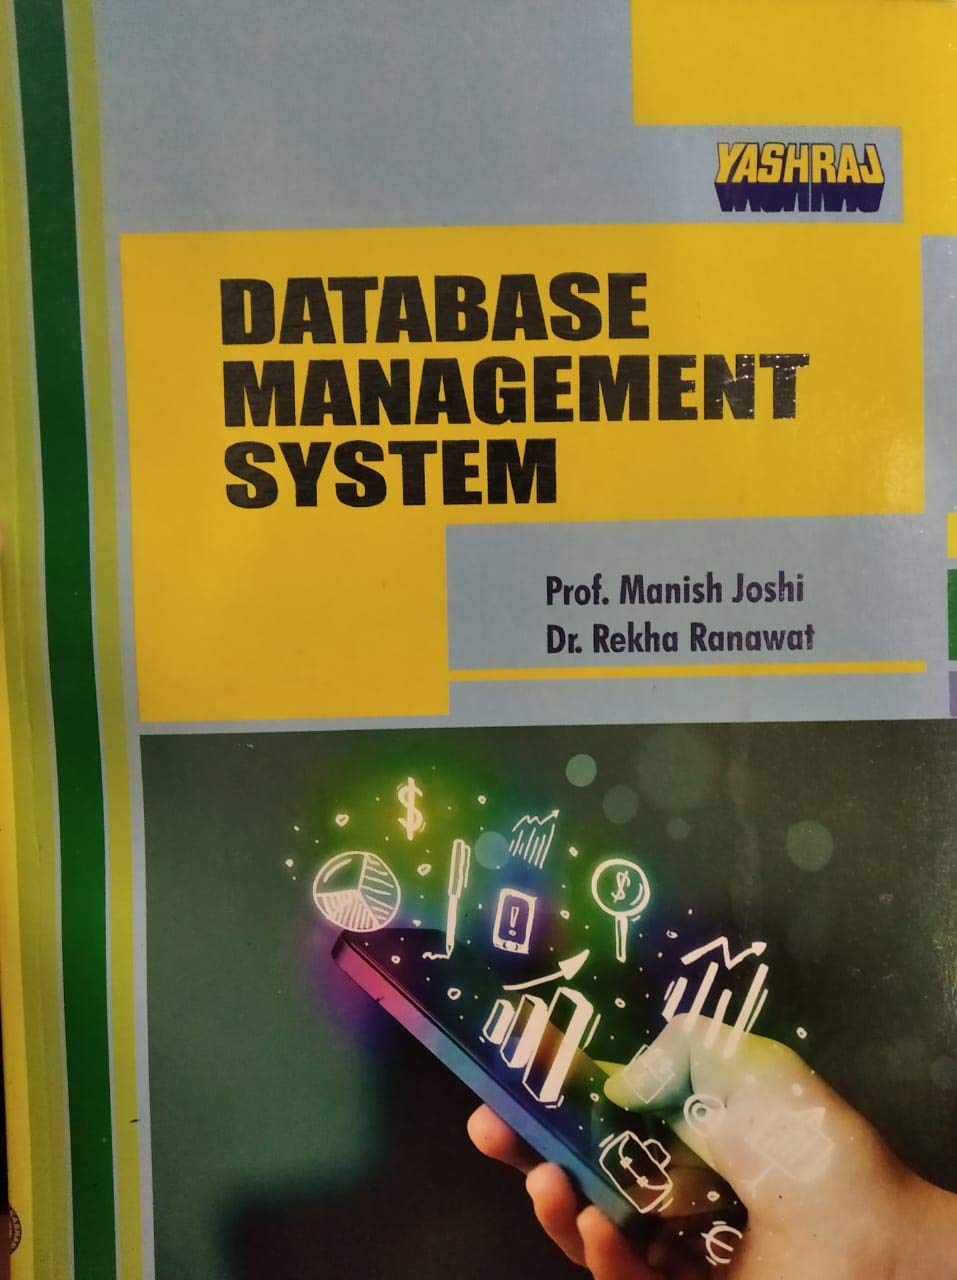 YASHRAJ
DATABASE
MANAGEMENT
SYSTEM
Prof. Manish Joshi
Dr. Rekha Ranawat
$
!
$
€